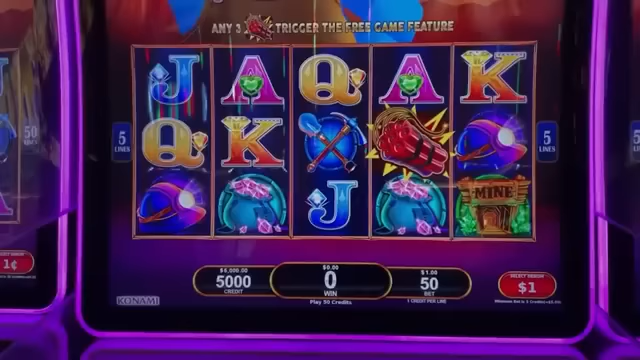 ANY 3 TRIGGER THE FREE GAME FEATURE
J A Q A K
50
LINES
5
LINES
Q K
5
LINES
J MINE
$5,000.00
5000
CREDIT
$0.00
0
WIN
$1.00
50
BET
1 CREDIT PER LINE
SELECT DENOM
$1
1¢
KONAMI
Play 50 Credits